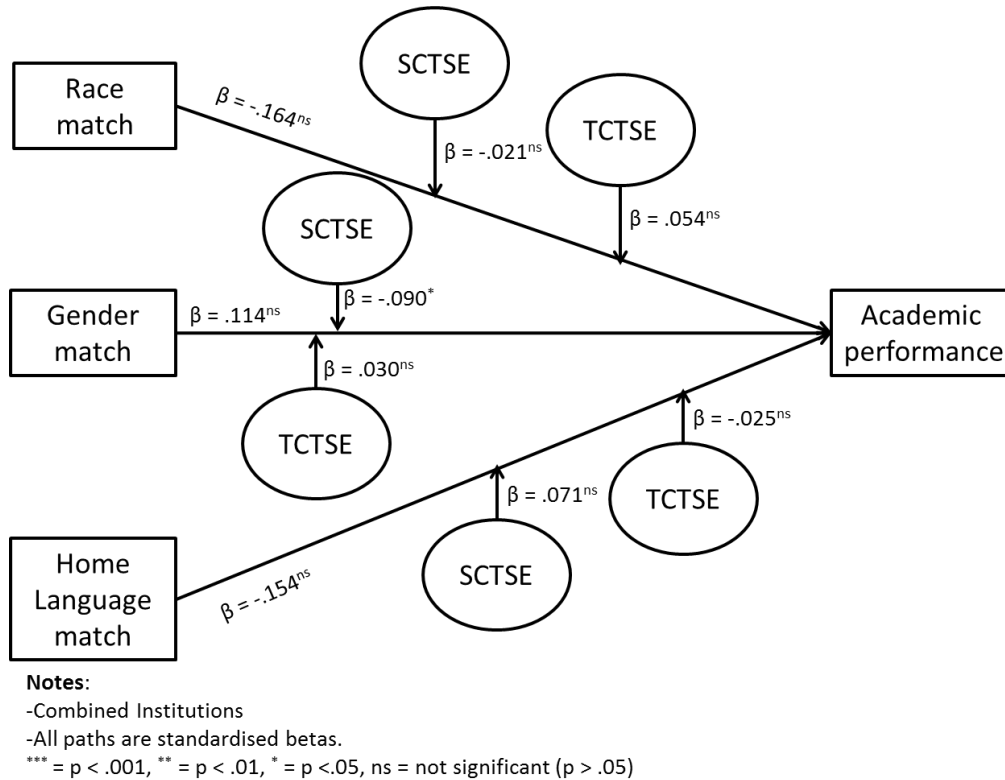 SCTSE
Race
match
β = -.164ns
TCTSE
β = -.021ns
SCTSE
β = .054ns
Gender
match
β = .114ns
β = -.090*
Academic
performance
β = .030ns
TCTSE
β = -.025ns
β = .071ns
TCTSE
Home
Language
match
β = -.154ns
SCTSE
Notes:
-Combined Institutions
-All paths are standardised betas.
*** = p < .001, ** = p < .01, * = p <.05, ns = not significant (p > .05)